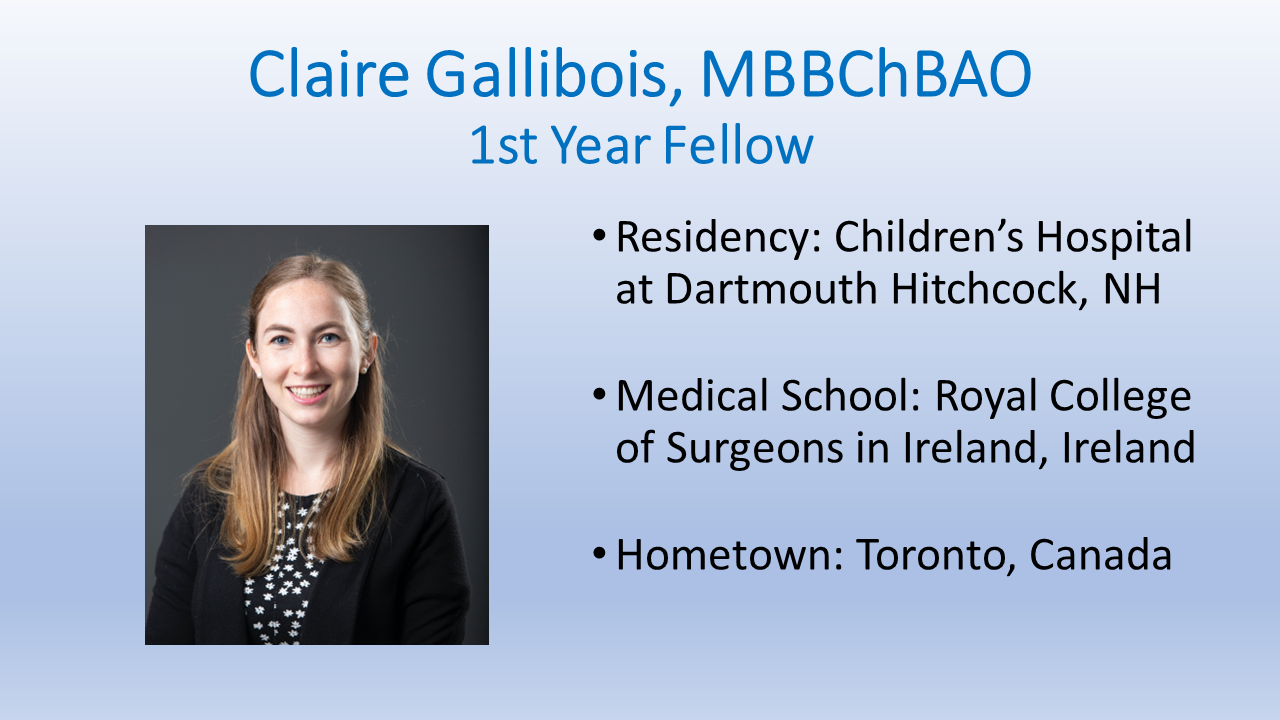 Claire Gallibois, MBBChBAO
1st Year Fellow
• Residency: Children’s Hospital
at Dartmouth Hitchcock, NH
• Medical School: Royal College
of Surgeons in Ireland, Ireland
• Hometown: Toronto, Canada